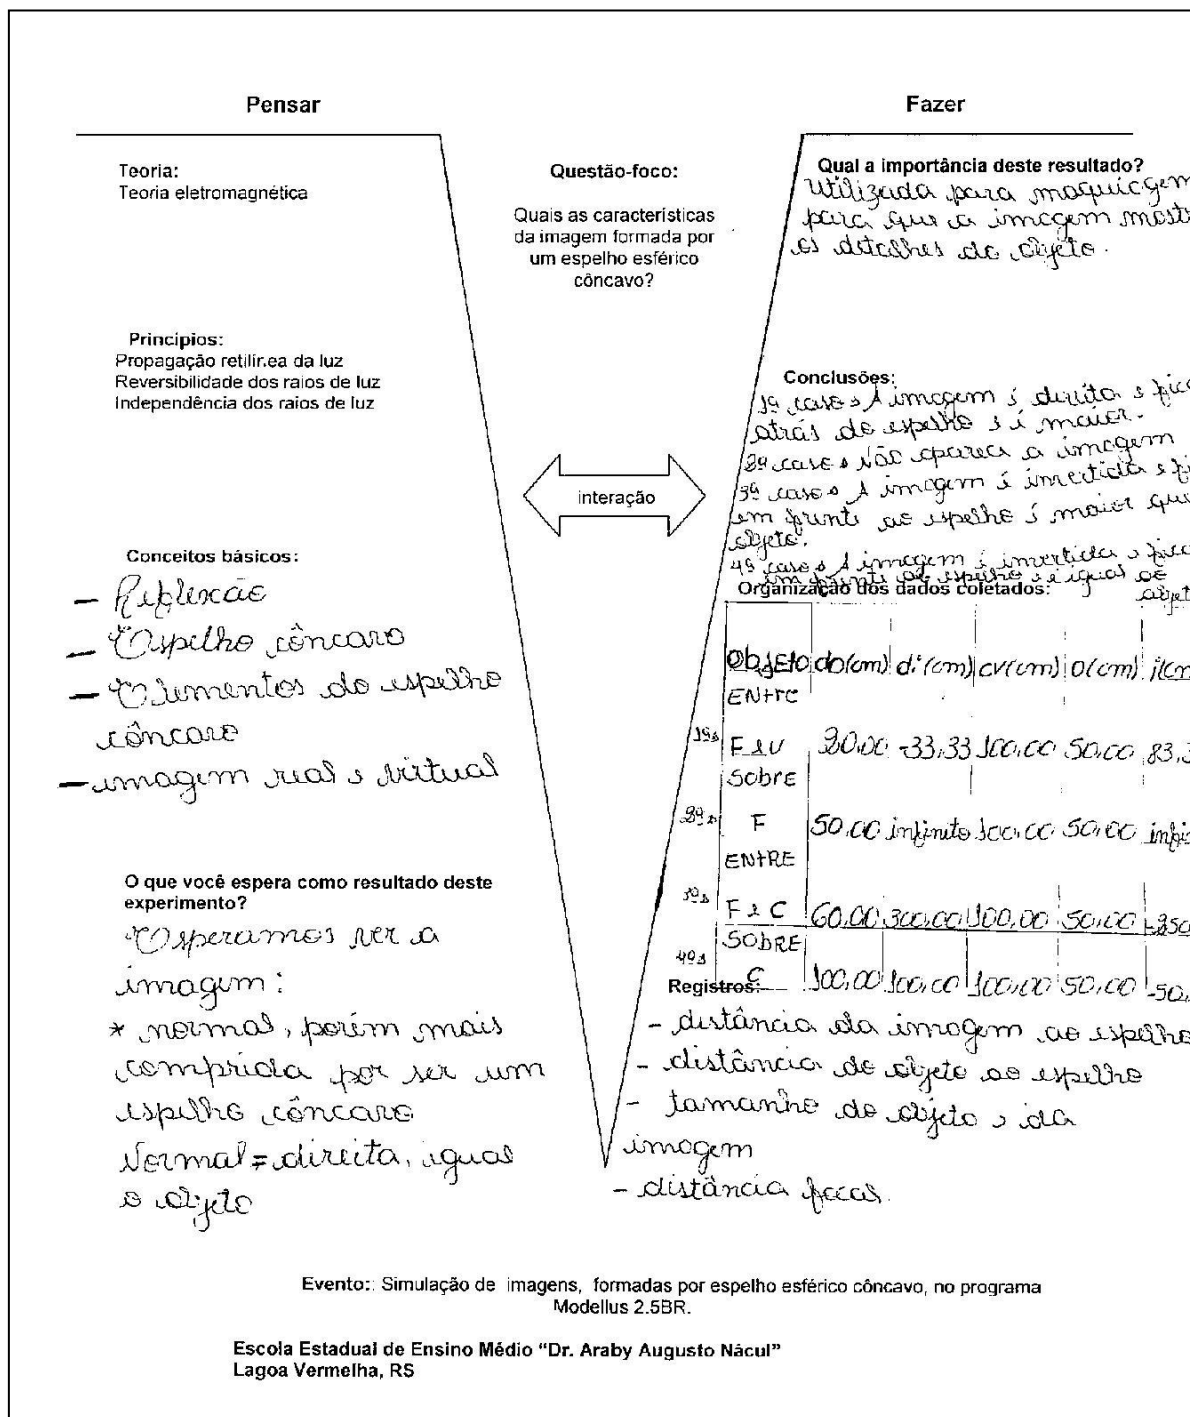 Pensar
Fazer
Teoria:
Teoria eletromagnética
Questão-foco:
Quais as características
da imagem formada por
um espelho esférico
côncavo?
Qual a importância deste resultado?
Utilizada para maquiagem
para que a imagem most
os detalhes do objeto.
Princípios:
Propagação retilir.ea da luz
Reversibilidade dos raios de luz
Independência dos raios de luz
interação
Conclusões:
1º caso A imagem é direita e fica
atrás do espelho e é maior.
2º caso não aparece a imagem
3º caso A imagem é invertida e fi
em frente ao espelho é maior que
objeto.
4º caso A imagem é invertida e fica
em frente ao espelho e é igual ao
objeto
Conceitos básicos:
- Reflexão
- Espelho côncavo
- Elementos do espelho
côncavo
- imagem real e virtual
Organização dos dados coletados:
Objeto do(cm) di(cm) cv(cm) O(cm) i(cm
ENTRE
1º F e V 20,00 -33,33 100,00 50,00 83,3
SOBRE
2º F 50,00 infinito 100,00 50,00 infi
ENTRE
3º F e C 60,00 300,00 100,00 50,00 -250
SOBRE
4º C 100,00 100,00 100,00 50,00 -50,
O que você espera como resultado deste
experimento?
Esperamos ver a
imagem:
* normal, porém mais
comprida por ser um
espelho côncavo
Normal = direita, igual
o objeto
Registros:
- distância da imagem ao espelho
- distância do objeto ao espelho
- tamanho do objeto e da
imagem
- distância focal.
Evento:: Simulação de imagens, formadas por espelho esférico côncavo, no programa
Modellus 2.5BR.
Escola Estadual de Ensino Médio "Dr. Araby Augusto Nácul"
Lagoa Vermelha, RS